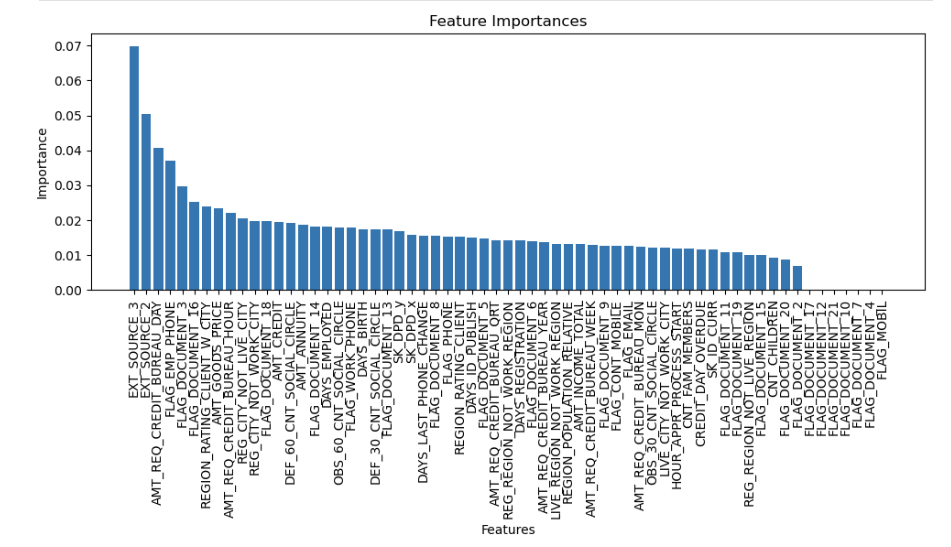 Feature Importances
0.07
0.06
0.05
0.04
0.03
0.02
0.01
0.00
Importance
EXT_SOURCE_3
EXT_SOURCE_2
AMT_REQ_CREDIT_BUREAU_DAY
FLAG_EMP_PHONE
FLAG_DOCUMENT_3
FLAG_DOCUMENT_16
REGION_RATING_CLIENT_W_CITY
AMT_GOODS_PRICE
AMT_REQ_CREDIT_BUREAU_HOUR
REG_CITY_NOT_LIVE_CITY
REG_CITY_NOT_WORK_CITY
FLAG_DOCUMENT_18
AMT_CREDIT
DEF_60_CNT_SOCIAL_CIRCLE
AMT_ANNUITY
FLAG_DOCUMENT_14
DAYS_EMPLOYED
OBS_60_CNT_SOCIAL_CIRCLE
FLAG_WORK_PHONE
DAYS_BIRTH
DEF_30_CNT_SOCIAL_CIRCLE
FLAG_DOCUMENT_13
SK_DPD_y
SK_DPD_x
DAYS_LAST_PHONE_CHANGE
FLAG_DOCUMENT_8
FLAG_PHONE
REGION_RATING_CLIENT
DAYS_ID_PUBLISH
FLAG_DOCUMENT_5
AMT_REQ_CREDIT_BUREAU_QRT
REG_REGION_NOT_WORK_REGION
DAYS_REGISTRATION
FLAG_DOCUMENT_6
AMT_REQ_CREDIT_BUREAU_YEAR
LIVE_REGION_NOT_WORK_REGION
REGION_POPULATION_RELATIVE
AMT_INCOME_TOTAL
AMT_REQ_CREDIT_BUREAU_WEEK
FLAG_DOCUMENT_9
FLAG_CONT_MOBILE
FLAG_EMAIL
AMT_REQ_CREDIT_BUREAU_MON
OBS_30_CNT_SOCIAL_CIRCLE
LIVE_CITY_NOT_WORK_CITY
HOUR_APPR_PROCESS_START
CNT_FAM_MEMBERS
CREDIT_DAY_OVERDUE
SK_ID_CURR
FLAG_DOCUMENT_11
FLAG_DOCUMENT_19
REG_REGION_NOT_LIVE_REGION
FLAG_DOCUMENT_15
CNT_CHILDREN
FLAG_DOCUMENT_20
FLAG_DOCUMENT_2
FLAG_DOCUMENT_17
FLAG_DOCUMENT_12
FLAG_DOCUMENT_21
FLAG_DOCUMENT_10
FLAG_DOCUMENT_7
FLAG_DOCUMENT_4
FLAG_MOBIL
Features